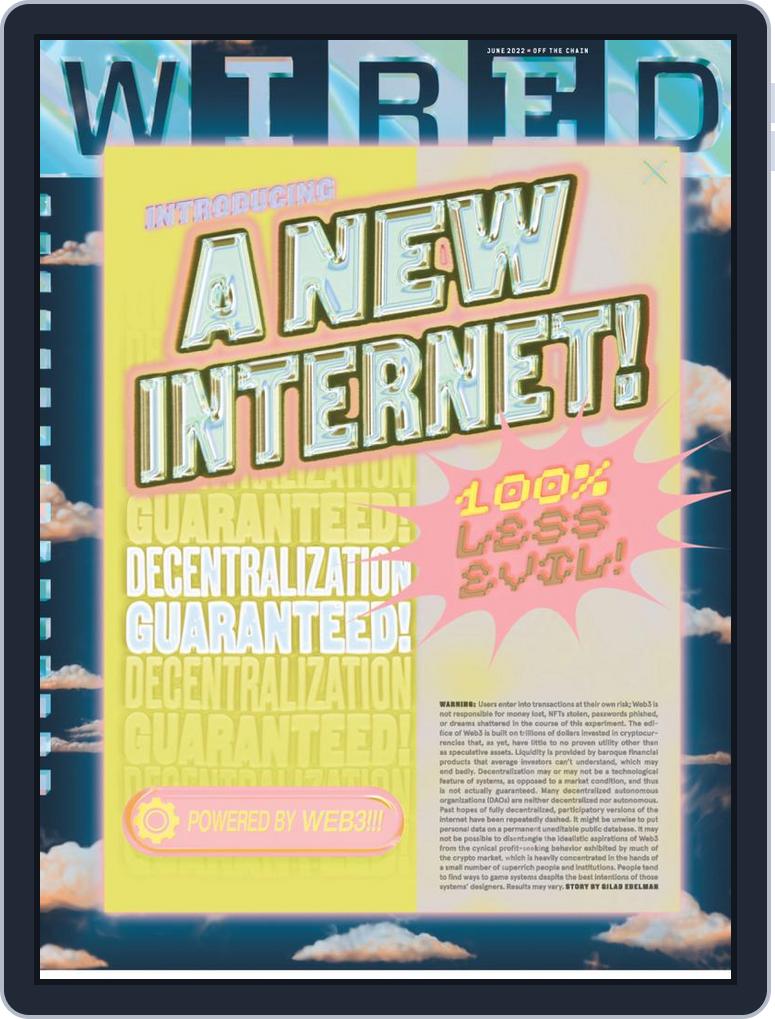 JUNE 2022 = OFF THE CHAIN
WIRED
INTRODUCING
A NEW
INTERNET!
DECENTRALIZATION
GUARANTEED!
DECENTRALIZATION
GUARANTEED!
DECENTRALIZATION
GUARANTEED!
DECENTRALIZATION
100%
LESS
EVIL!
POWERED BY WEB3!!!
WARNING: Users enter into transactions at their own risk; Web3 is
not responsible for money lost, NFTs stolen, passwords phished,
or dreams shattered in the course of this experiment. The edi-
fice of Web3 is built on trillions of dollars invested in cryptocur-
rencies that, as yet, have little to no proven utility other than
as speculative assets. Liquidity is provided by baroque financial
products that average investors can't understand, which may
end badly. Decentralization may or may not be a technological
feature of systems, as opposed to a market condition, and thus
is not actually guaranteed. Many decentralized autonomous
organizations (DAOs) are neither decentralized nor autonomous.
Past hopes of fully decentralized, participatory versions of the
internet have been repeatedly dashed. It might be unwise to put
personal data on a permanent uneditable public database. It may
not be possible to disentangle the idealistic aspirations of Web3
from the cynical profit-seeking behavior exhibited by much of
the crypto market, which is heavily concentrated in the hands of
a small number of superrich people and institutions. People tend
to find ways to game systems despite the best intentions of those
systems' designers. Results may vary. STORY BY GILAD EDELMAN